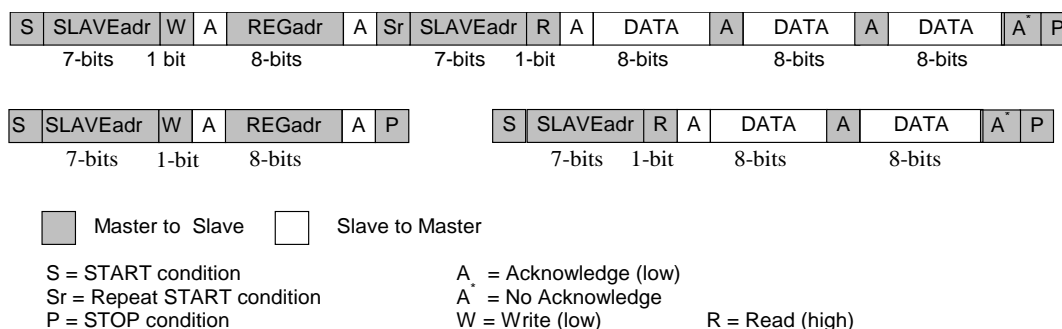 S SLAVEadr W A REGadr A Sr SLAVEadr R A DATA A DATA A DATA A* P
7-bits 1 bit 8-bits 7-bits 1-bit 8-bits 8-bits 8-bits
S SLAVEadr W A REGadr A P S SLAVEadr R A DATA A DATA A* P
7-bits 1-bit 8-bits 7-bits 1-bit 8-bits 8-bits
Master to Slave Slave to Master
S = START condition A = Acknowledge (low)
Sr = Repeat START condition A* = No Acknowledge
P = STOP condition W = Write (low) R = Read (high)